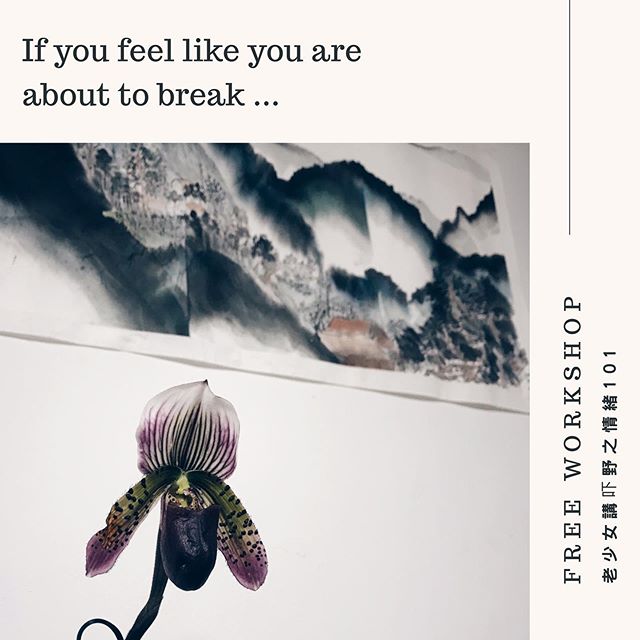 If you feel like you are
about to break ...
FREE WORKSHOP
老少女講吓野之情緒101